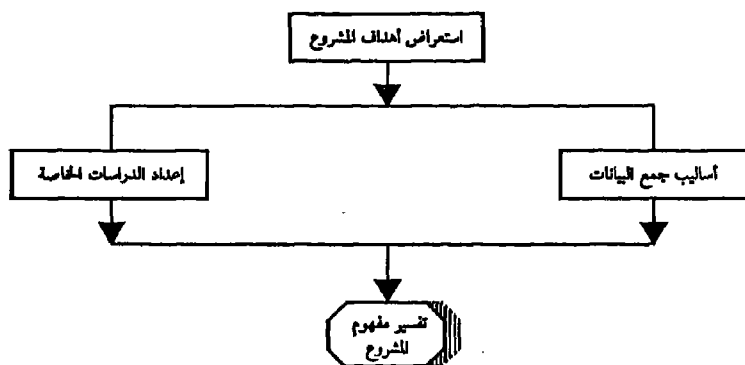 استعراض أهداف المشروع
أساليب جمع البيانات
إعداد الدراسات الخاصة
تفسير مفهوم
المشروع